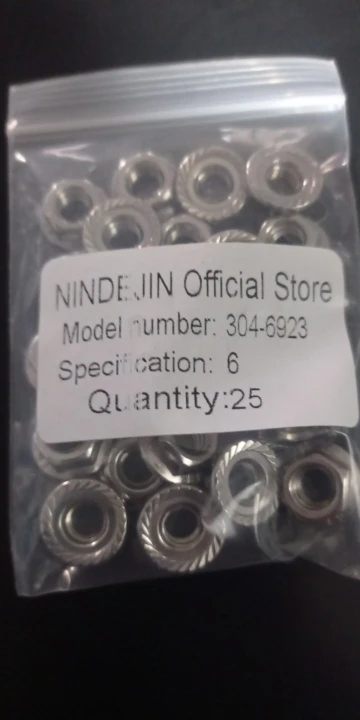 NINDEJIN Official Store
Model number: 304-6923
Specification: 6
Quantity:25